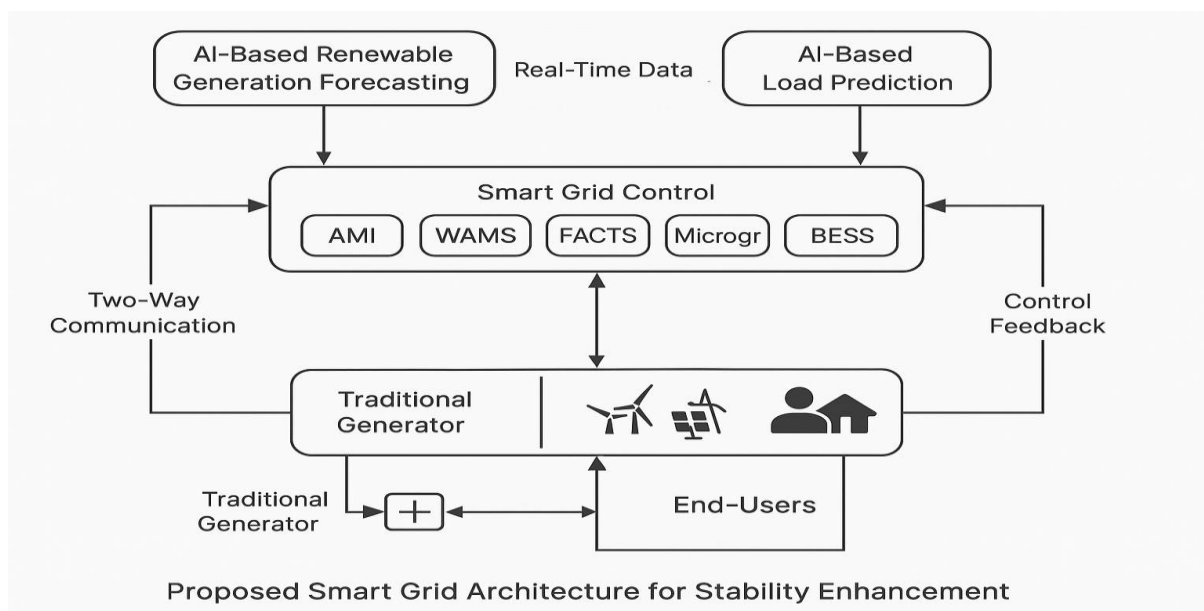 AI-Based Renewable
Generation Forecasting
Real-Time Data
AI-Based
Load Prediction
Smart Grid Control
AMI
WAMS
FACTS
Microgr
BESS
Two-Way
Communication
Control
Feedback
Traditional
Generator
Traditional
Generator
End-Users
Proposed Smart Grid Architecture for Stability Enhancement